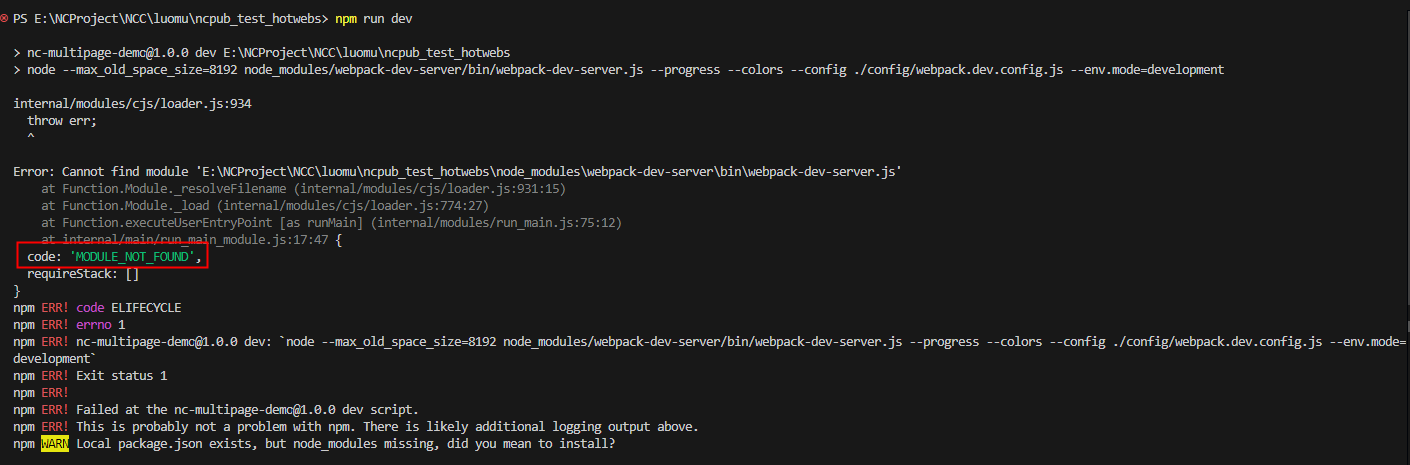 PS E:\NCProject\NCC\luomu\ncpub_test_hotwebs> npm run dev
> nc-multipage-demo@1.0.0 dev E:\NCProject\NCC\luomu\ncpub_test_hotwebs
> node --max_old_space_size=8192 node_modules/webpack-dev-server/bin/webpack-dev-server.js --progress --colors --config ./config/webpack.dev.config.js --env.mode=development
internal/modules/cjs/loader.js:934
  throw err;
  ^
Error: Cannot find module 'E:\NCProject\NCC\luomu\ncpub_test_hotwebs\node_modules\webpack-dev-server\bin\webpack-dev-server.js'
    at Function.Module._resolveFilename (internal/modules/cjs/loader.js:931:15)
    at Function.Module._load (internal/modules/cjs/loader.js:774:27)
    at Function.executeUserEntryPoint [as runMain] (internal/modules/run_main.js:75:12)
    at internal/main/run_main_module.js:17:47 {
  code: 'MODULE_NOT_FOUND',
  requireStack: []
}
npm ERR! code ELIFECYCLE
npm ERR! errno 1
npm ERR! nc-multipage-demo@1.0.0 dev: `node --max_old_space_size=8192 node_modules/webpack-dev-server/bin/webpack-dev-server.js --progress --colors --config ./config/webpack.dev.config.js --env.mode=
development`
npm ERR! Exit status 1
npm ERR!
npm ERR! Failed at the nc-multipage-demo@1.0.0 dev script.
npm ERR! This is probably not a problem with npm. There is likely additional logging output above.
npm WARN Local package.json exists, but node_modules missing, did you mean to install?